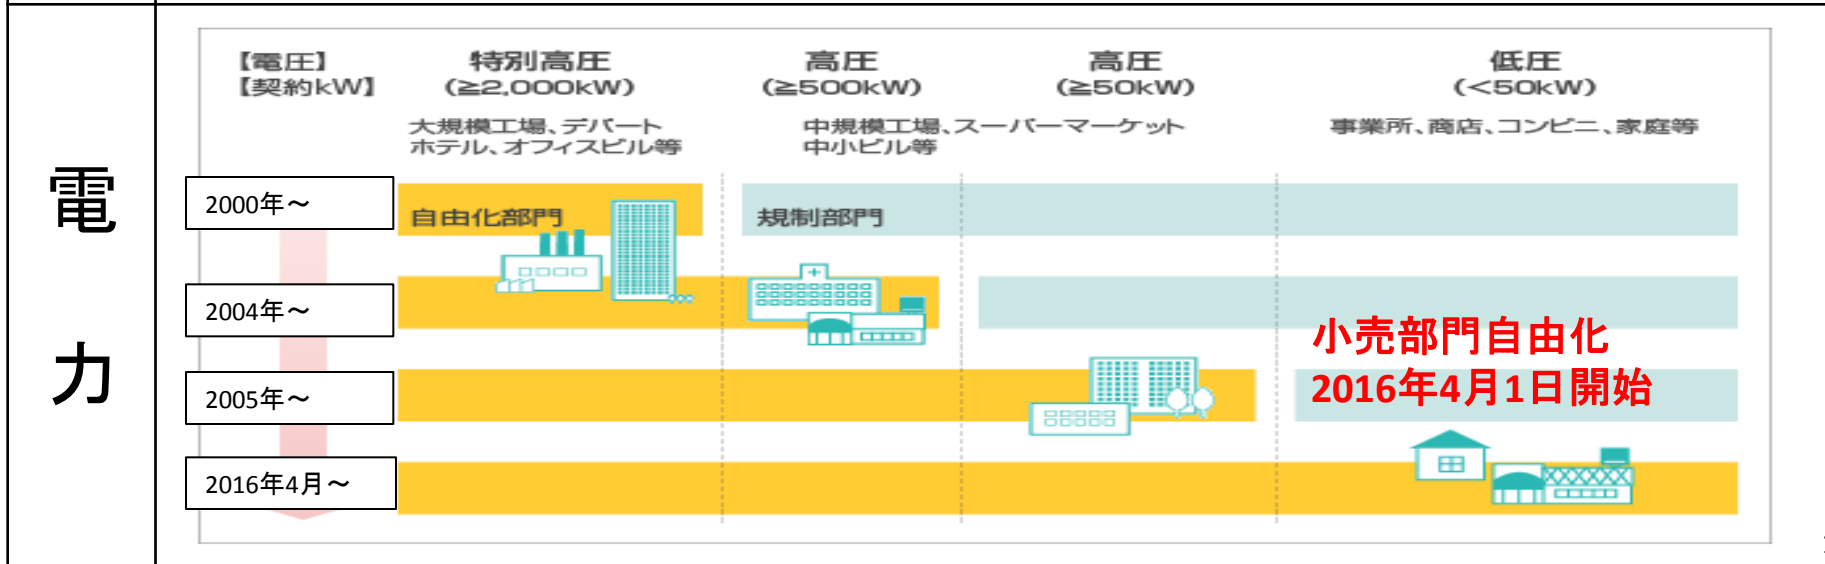 電力
【電圧】
【契約kW】
特別高圧
(≧2,000kW)
高圧
(≧500kW)
高圧
(≧50kW)
低圧
(<50kW)
大規模工場、デパート
ホテル、オフィスビル等
中規模工場、スーパーマーケット
中小ビル等
事業所、商店、コンビニ、家庭等
2000年～
自由化部門
規制部門
2004年～
小売部門自由化
2016年4月1日開始
2005年～
2016年4月～